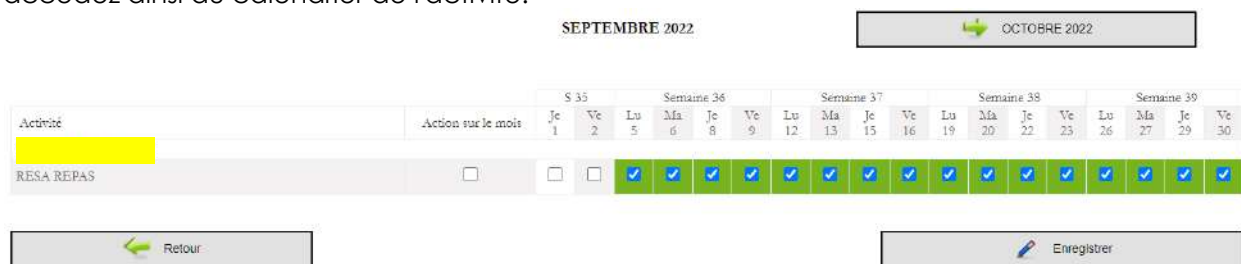 accédez ainsi au calendrier de l'activité.
SEPTEMBRE 2022
OCTOBRE 2022
S 35 Semaine 36 Semaine 37 Semaine 38 Semaine 39
Activité Action sur le mois Je Ve Lu Ma Je Ve Lu Ma Je Ve Lu Ma Je Ve Lu Ma Je Ve
1 2 5 6 8 9 12 13 15 16 19 20 22 23 26 27 29 30
RESA REPAS
Retour
Enregistrer